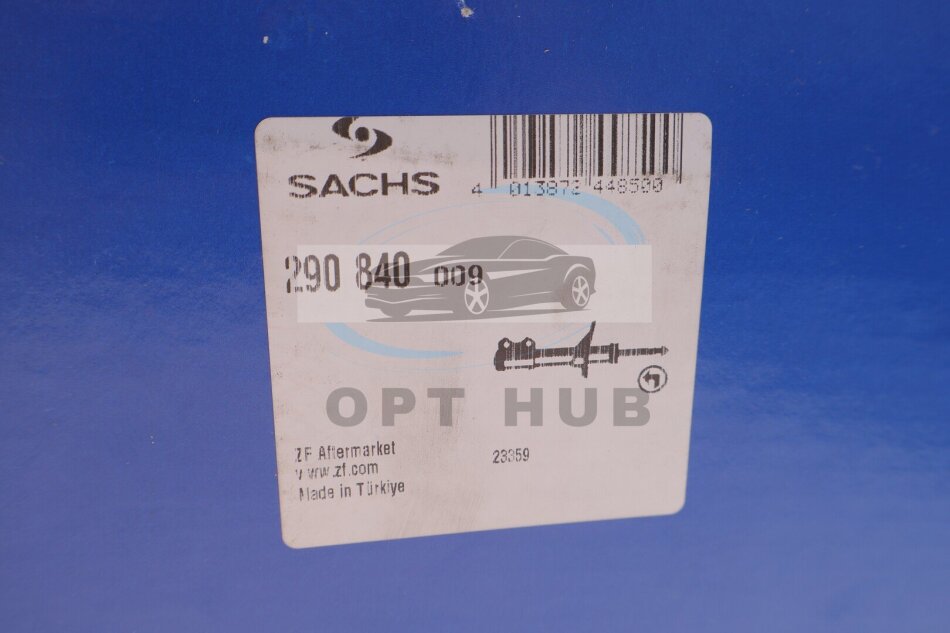 SACHS
4 013872 448500
290 840 009
OPT HUB
ZF Aftermarket
www.zf.com
Made in Türkiye
23359